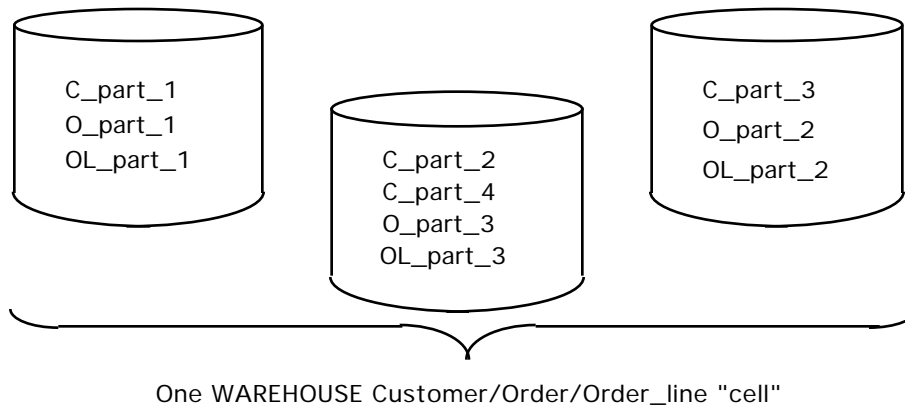 C_part_1
O_part_1
OL_part_1
C_part_2
C_part_4
O_part_3
OL_part_3
C_part_3
O_part_2
OL_part_2
One WAREHOUSE Customer/Order/Order_line "cell"